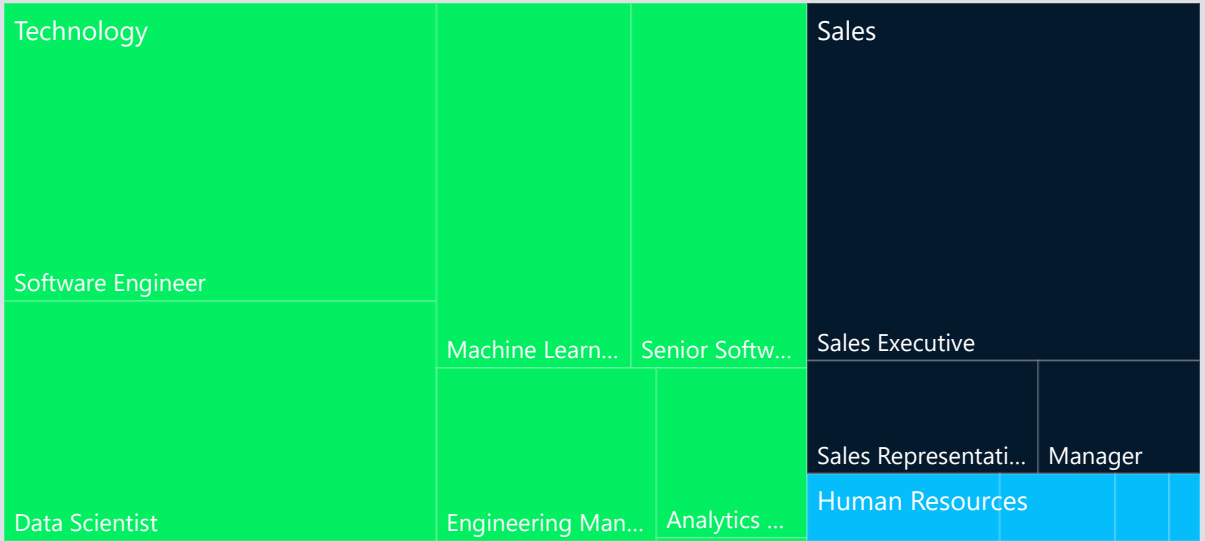 Technology
Software Engineer
Data Scientist
Machine Learn...
Senior Softw...
Engineering Man...
Analytics ...
Sales
Sales Executive
Sales Representati...
Manager
Human Resources